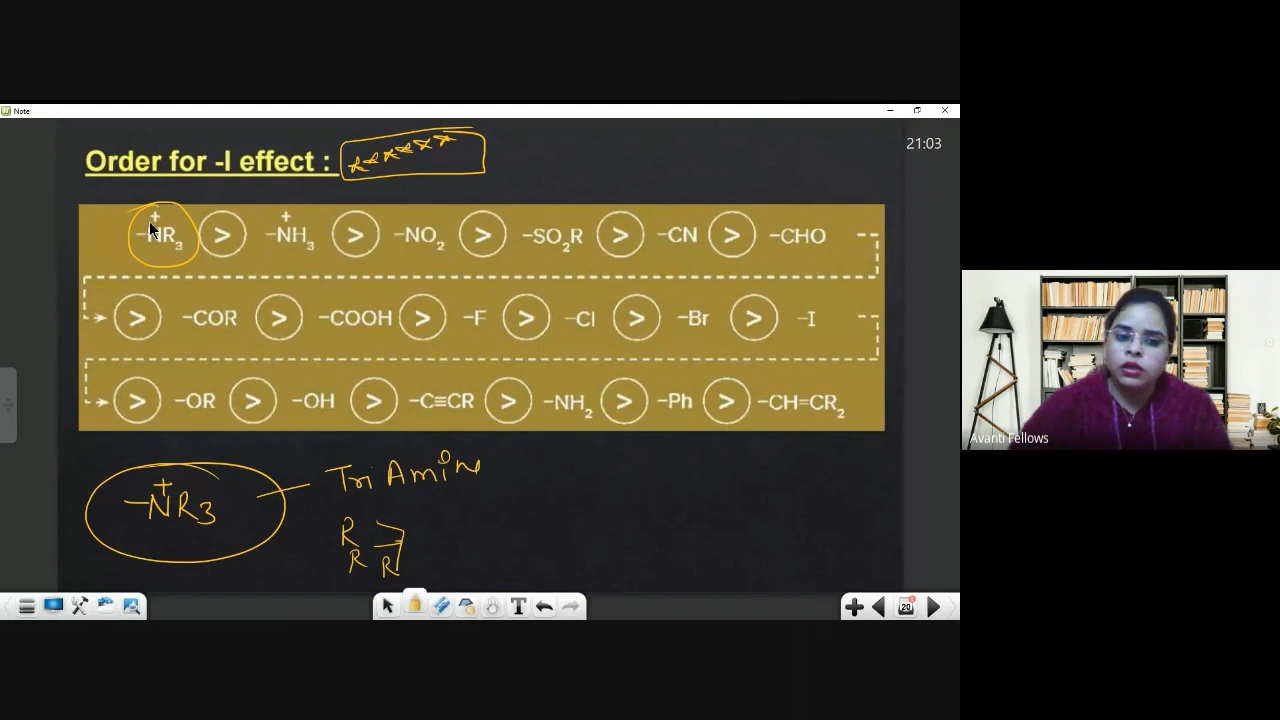 Note
Order for -I effect :
21:03
–N⁺R₃ > –N⁺H₃ > –NO₂ > –SO₂R > –CN > –CHO
> –COR > –COOH > –F > –Cl > –Br > –I
> –OR > –OH > –C≡CR > –NH₂ > –Ph > –CH=CR₂
–N⁺R₃
Tri Amine
R
R R
Avanti Fellows
T
20